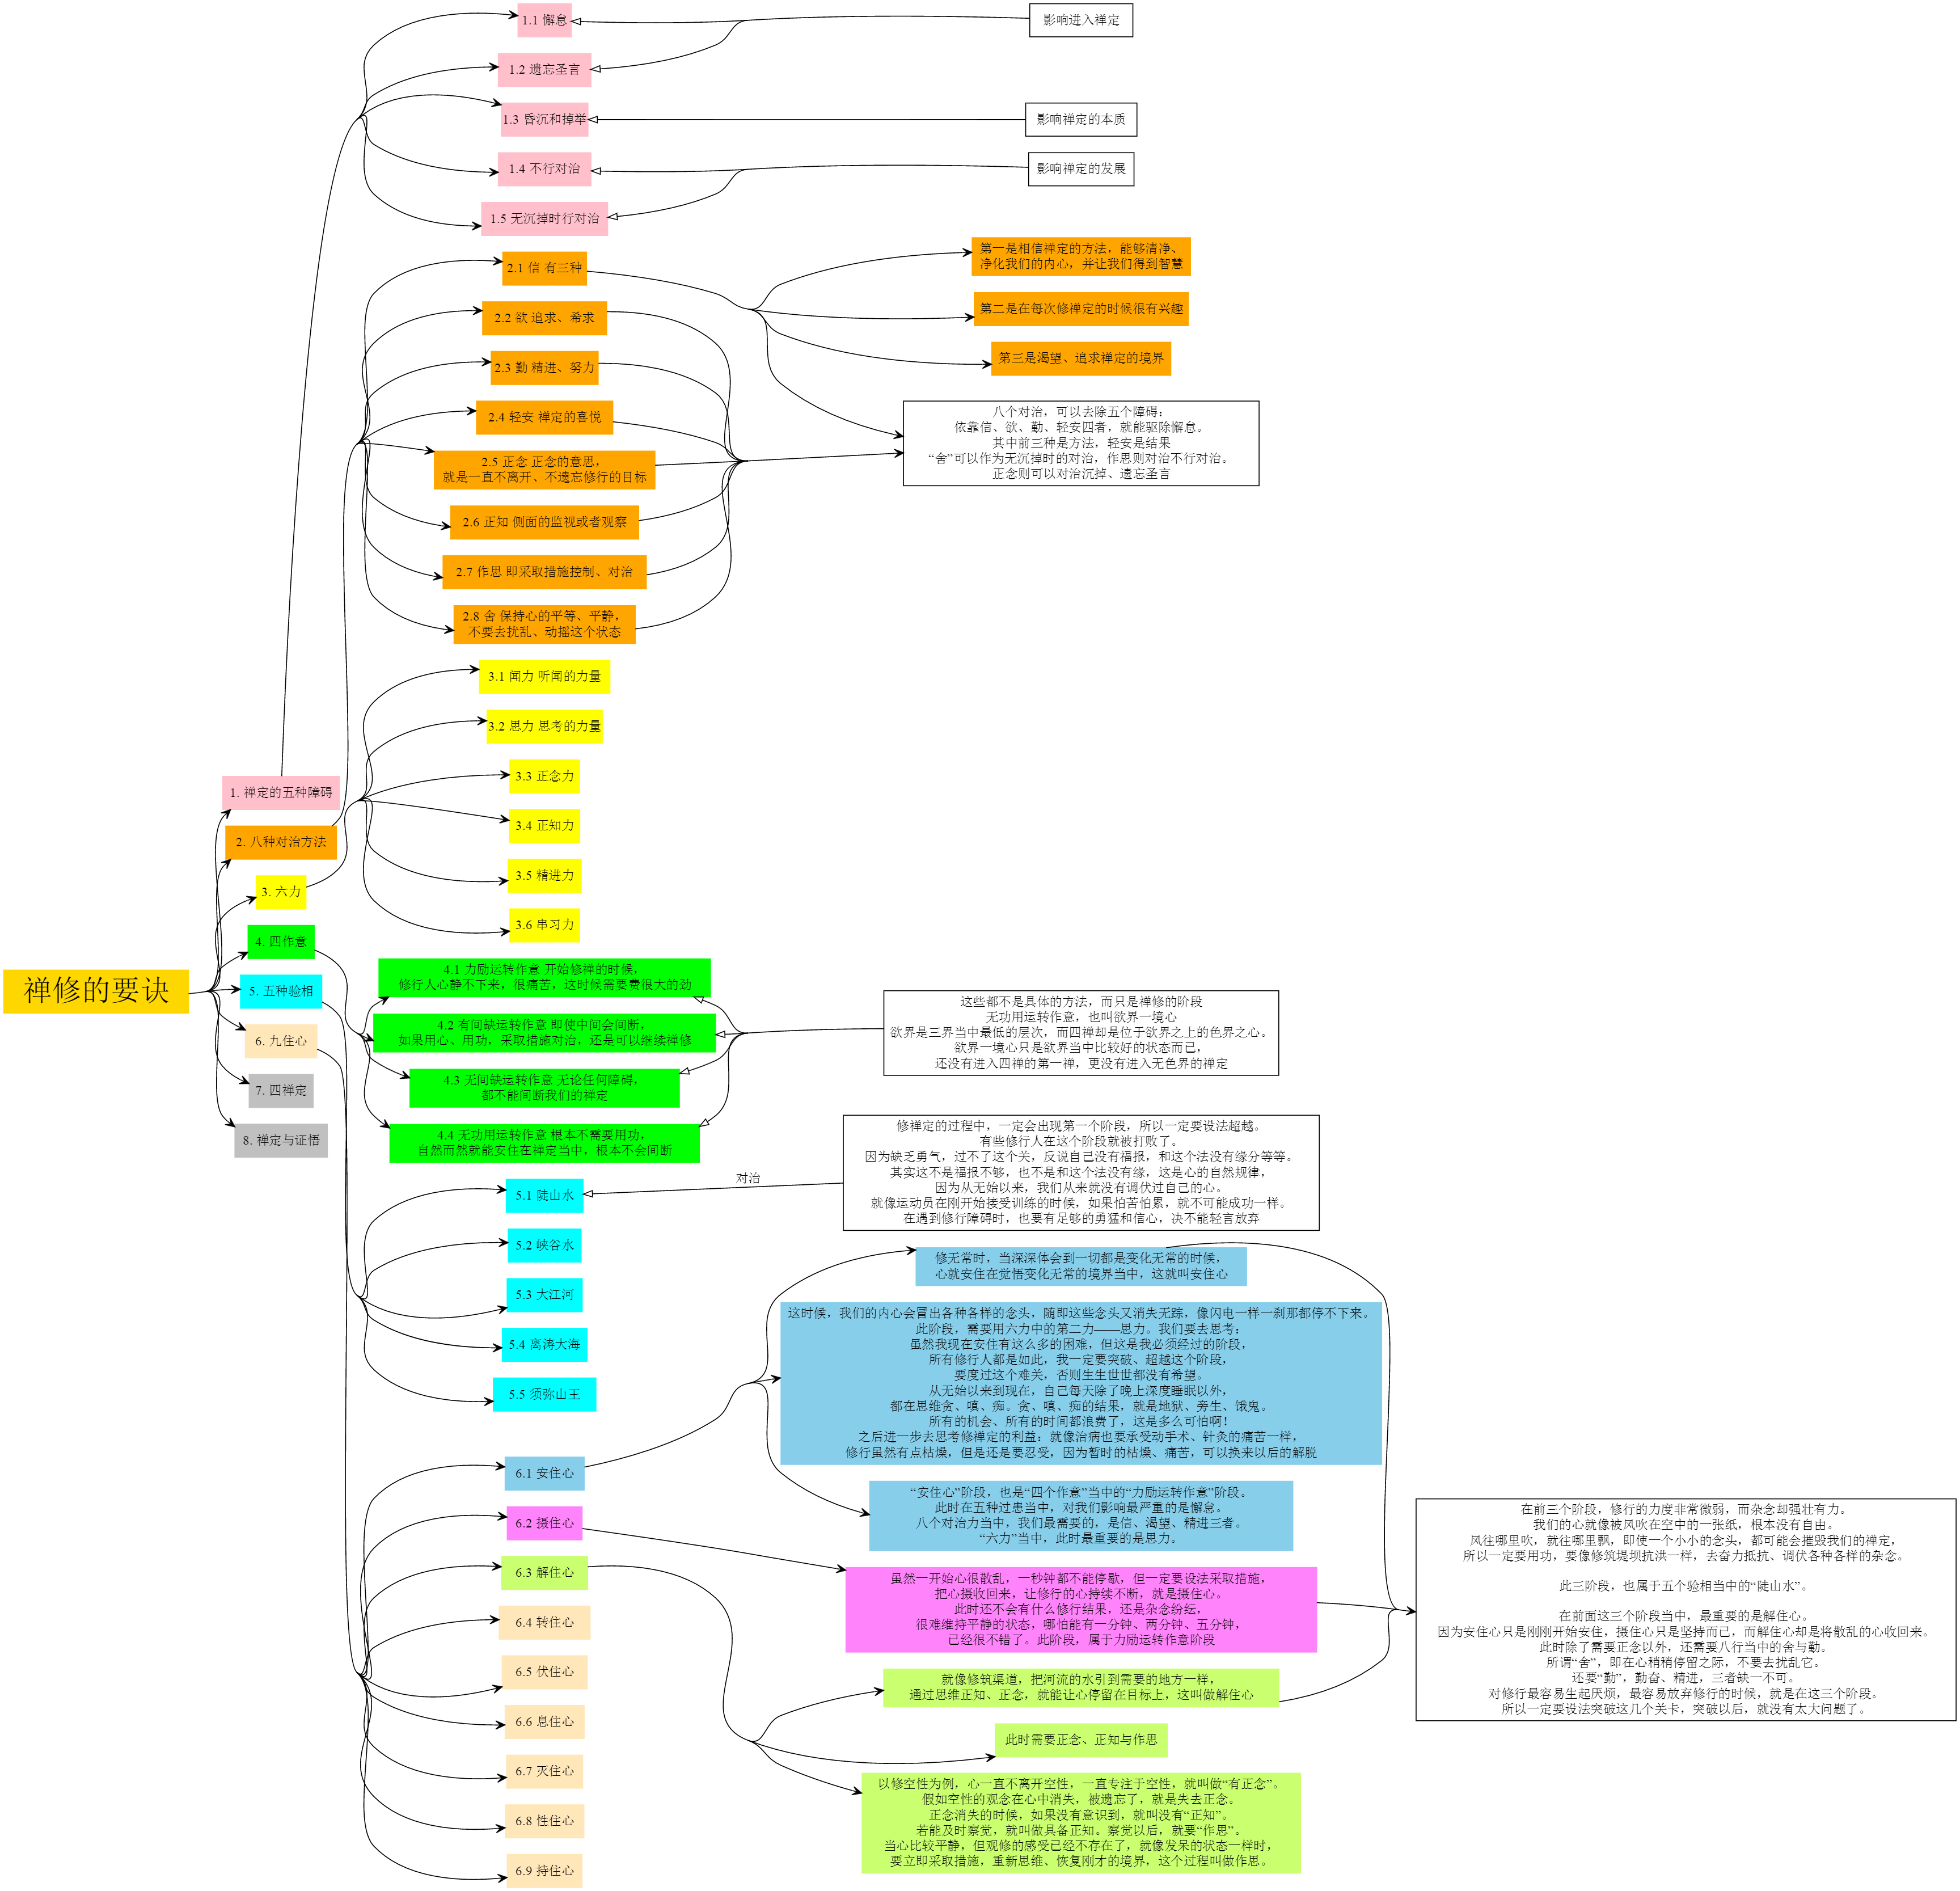 禅修的要诀
1. 禅定的五种障碍
2. 八种对治方法
3. 六力
4. 四作意
5. 五种验相
6. 九住心
7. 四禅定
8. 禅定与证悟
1.1 懈怠
1.2 遗忘圣言
1.3 昏沉和掉举
1.4 不行对治
1.5 无沉掉时行对治
影响进入禅定
影响禅定的本质
影响禅定的发展
2.1 信 有三种
2.2 欲 追求、希求
2.3 勤 精进、努力
2.4 轻安 禅定的喜悦
2.5 正念 正念的意思，
就是一直不离开、不遗忘修行的目标
2.6 正知 侧面的监视或者观察
2.7 作思 即采取措施控制、对治
2.8 舍 保持心的平等、平静，
不要去扰乱、动摇这个状态
第一是相信禅定的方法，能够清净、
净化我们的内心，并让我们得到智慧
第二是在每次修禅定的时候很有兴趣
第三是渴望、追求禅定的境界
八个对治，可以去除五个障碍：
依靠信、欲、勤、轻安四者，就能驱除懈怠。
其中前三种是方法，轻安是结果
“舍”可以作为无沉掉时的对治，作思则对治不行对治。
正念则可以对治沉掉、遗忘圣言
3.1 闻力 听闻的力量
3.2 思力 思考的力量
3.3 正念力
3.4 正知力
3.5 精进力
3.6 串习力
4.1 力励运转作意 开始修禅的时候，
修行人心静不下来，很痛苦，这时候需要费很大的劲
4.2 有间缺运转作意 即使中间会间断，
如果用心、用功，采取措施对治，还是可以继续禅修
4.3 无间缺运转作意 无论任何障碍，
都不能间断我们的禅定
4.4 无功用运转作意 根本不需要用功，
自然而然就能安住在禅定当中，根本不会间断
这些都不是具体的方法，而只是禅修的阶段
无功用运转作意，也叫欲界一境心
欲界是三界当中最低的层次，而四禅却是位于欲界之上的色界之心。
欲界一境心只是欲界当中比较好的状态而已，
还没有进入四禅的第一禅，更没有进入无色界的禅定
5.1 陡山水
5.2 峡谷水
5.3 大江河
5.4 离涛大海
5.5 须弥山王
对治
修禅定的过程中，一定会出现第一个阶段，所以一定要设法超越。
有些修行人在这个阶段就被打败了。
因为缺乏勇气，过不了这个关，反说自己没有福报，和这个法没有缘分等等。
其实这不是福报不够，也不是和这个法没有缘，这是心的自然规律，
因为从无始以来，我们从来就没有调伏过自己的心。
就像运动员在刚开始接受训练的时候，如果怕苦怕累，就不可能成功一样。
在遇到修行障碍时，也要有足够的勇猛和信心，决不能轻言放弃
6.1 安住心
6.2 摄住心
6.3 解住心
6.4 转住心
6.5 伏住心
6.6 息住心
6.7 灭住心
6.8 性住心
6.9 持住心
修无常时，当深深体会到一切都是变化无常的时候，
心就安住在觉悟变化无常的境界当中，这就叫安住心
这时候，我们的内心会冒出各种各样的念头，随即这些念头又消失无踪，像闪电一样一刹那都停不下来。
此阶段，需要用六力中的第二力——思力。我们要去思考：
虽然我现在安住有这么多的困难，但这是我必须经过的阶段，
所有修行人都是如此，我一定要突破、超越这个阶段，
要度过这个难关，否则生生世世都没有希望。
从无始以来到现在，自己每天除了晚上深度睡眠以外，
都在思维贪、嗔、痴。贪、嗔、痴的结果，就是地狱、旁生、饿鬼。
所有的机会、所有的时间都浪费了，这是多么可怕啊！
之后进一步去思考修禅定的利益：就像治病也要承受动手术、针灸的痛苦一样，
修行虽然有点枯燥，但是还是要忍受，因为暂时的枯燥、痛苦，可以换来以后的解脱
“安住心”阶段，也是“四个作意”当中的“力励运转作意”阶段。
此时在五种过患当中，对我们影响最严重的是懈怠。
八个对治力当中，我们最需要的，是信、渴望、精进三者。
“六力”当中，此时最重要的是思力。
虽然一开始心很散乱，一秒钟都不能停歇，但一定要设法采取措施，
把心摄收回来，让修行的心持续不断，就是摄住心。
此时还不会有什么修行结果，还是杂念纷纭，
很难维持平静的状态，哪怕能有一分钟、两分钟、五分钟，
已经很不错了。此阶段，属于力励运转作意阶段
就像修筑渠道，把河流的水引到需要的地方一样，
通过思维正知、正念，就能让心停留在目标上，这叫做解住心
此时需要正念、正知与作思
以修空性为例，心一直不离开空性，一直专注于空性，就叫做“有正念”。
假如空性的观念在心中消失，被遗忘了，就是失去正念。
正念消失的时候，如果没有意识到，就叫没有“正知”。
若能及时察觉，就叫做具备正知。察觉以后，就要“作思”。
当心比较平静，但观修的感受已经不存在了，就像发呆的状态一样时，
要立即采取措施，重新思维、恢复刚才的境界，这个过程叫做作思。
在前三个阶段，修行的力度非常微弱，而杂念却强壮有力。
我们的心就像被风吹在空中的一张纸，根本没有自由。
风往哪里吹，就往哪里飘，即使一个小小的念头，都可能会摧毁我们的禅定，
所以一定要用功，要像修筑堤坝抗洪一样，去奋力抵抗、调伏各种各样的杂念。
此三阶段，也属于五个验相当中的“陡山水”。
在前面这三个阶段当中，最重要的是解住心。
因为安住心只是刚刚开始安住，摄住心只是坚持而已，而解住心却是将散乱的心收回来。
此时除了需要正念以外，还需要八行当中的舍与勤。
所谓“舍”，即在心稍稍停留之际，不要去扰乱它。
还要“勤”，勤奋、精进，三者缺一不可。
对修行最容易生起厌烦，最容易放弃修行的时候，就是在这三个阶段。
所以一定要设法突破这几个关卡，突破以后，就没有太大问题了。